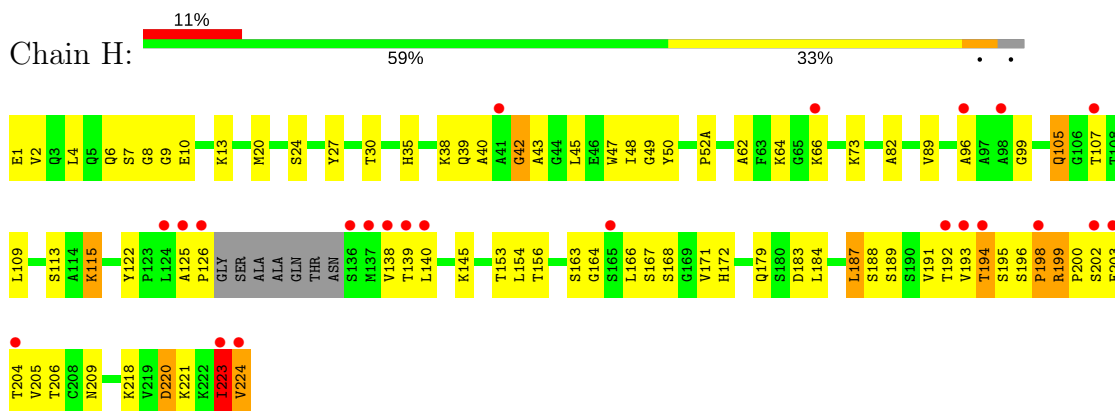 11%
Chain H:
59% 33% • •
E1 V2 Q3 L4 Q5 Q6 S7 G8 G9 E10 K13 M20 S24 Y27 T30 H35 K38 Q39 A40 A41 G42 A43 G44 L45 E46 W47 I48 G49 Y50 P52A A62 F63 K64 G65 K66 K73 A82 V89 A96 A97 A98 G99 Q105 G106 T107 T108
L109 S113 A114 K115 Y122 P123 L124 A125 P126 GLY SER ALA ALA GLN THR ASN S136 M137 V138 T139 L140 K145 T153 L154 T156 S163 G164 S165 L166 S167 S168 G169 V171 H172 Q179 S180 D183 L184 L187 S188 S189 S190 V191 T192 V193 T194 S195 S196 P198 R199 P200 S202 E203
T204 V205 T206 C208 N209 K218 V219 D220 K221 K222 I223 V224